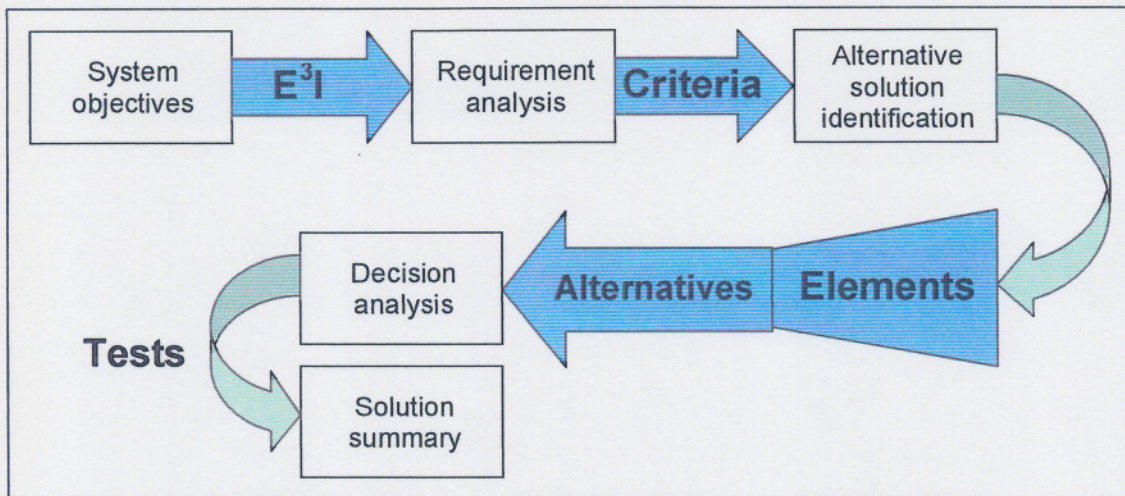 System
objectives
E³I
Requirement
analysis
Criteria
Alternative
solution
identification
Elements
Alternatives
Decision
analysis
Tests
Solution
summary